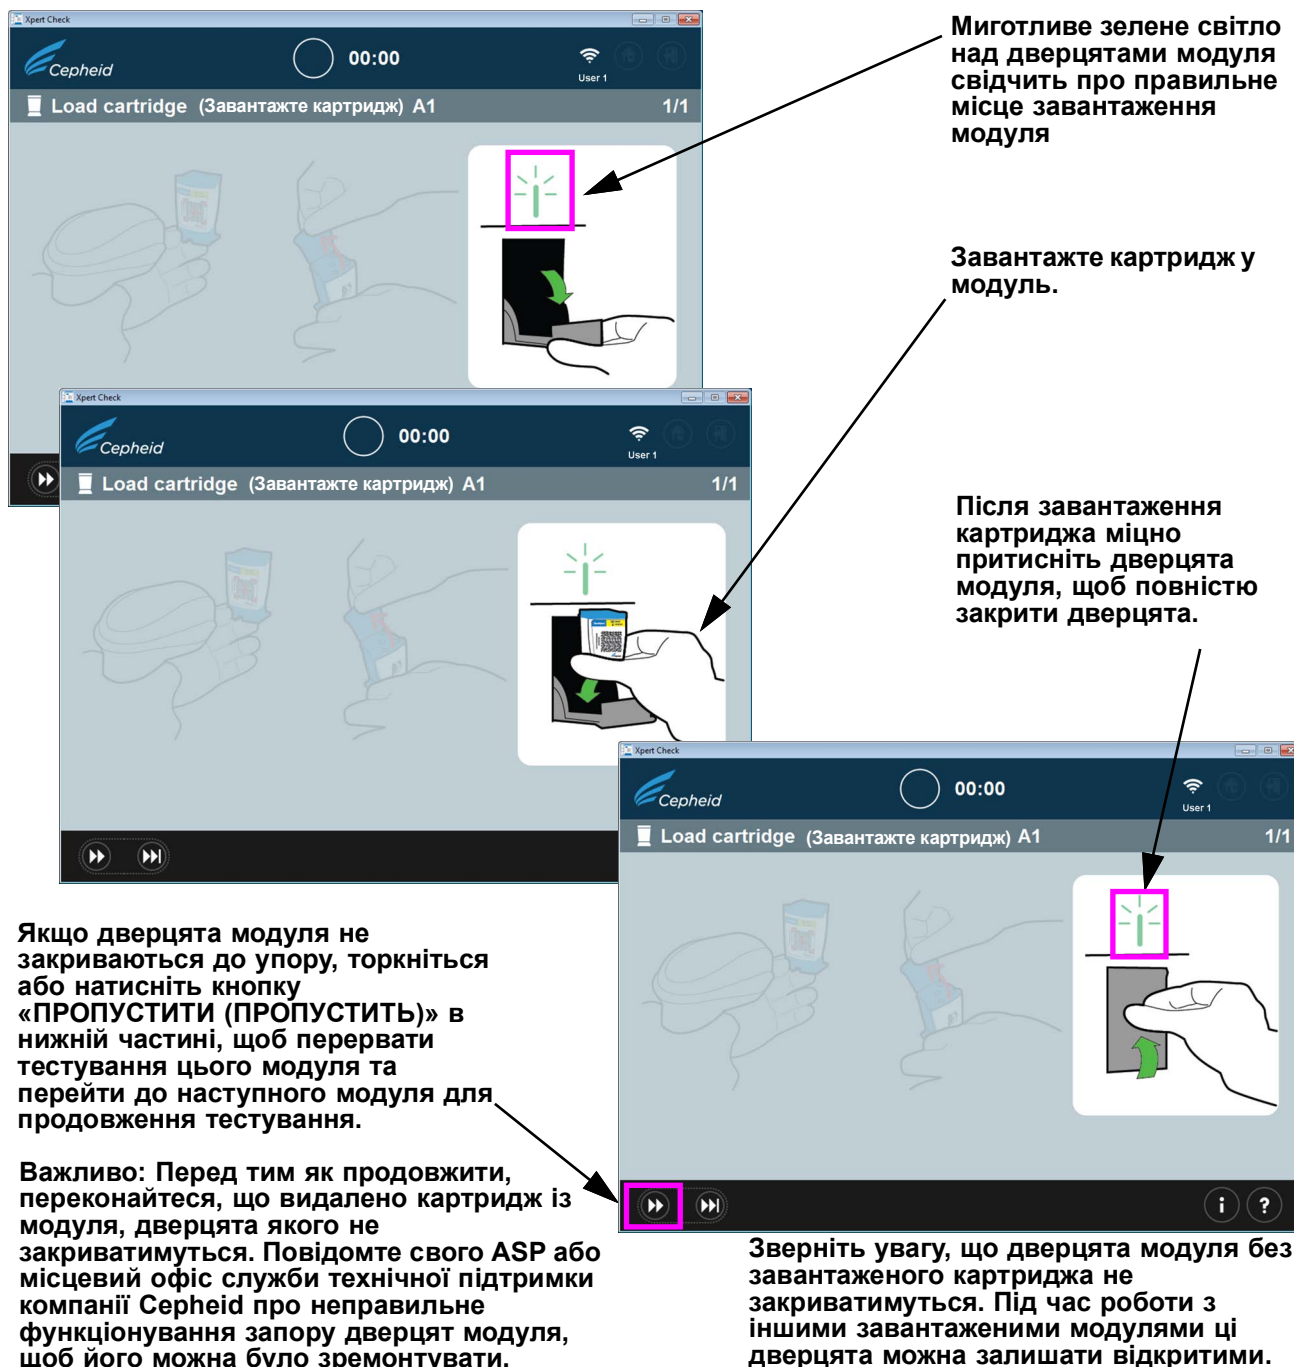 Xpert Check
Cepheid
00:00
User 1
Load cartridge (Завантажте картридж) A1
1/1
Миготливе зелене світло
над дверцятами модуля
свідчить про правильне
місце завантаження
модуля
Завантажте картридж у
модуль.
Xpert Check
Cepheid
00:00
User 1
Load cartridge (Завантажте картридж) A1
1/1
Після завантаження
картриджа міцно
притисніть дверцята
модуля, щоб повністю
закрити дверцята.
Xpert Check
Cepheid
00:00
User 1
Load cartridge (Завантажте картридж) A1
1/1
Якщо дверцята модуля не
закриваються до упору, торкніться
або натисніть кнопку
«ПРОПУСТИТИ (ПРОПУСТИТЬ)» в
нижній частині, щоб перервати
тестування цього модуля та
перейти до наступного модуля для
продовження тестування.
Важливо: Перед тим як продовжити,
переконайтеся, що видалено картридж із
модуля, дверцята якого не
закриватимуться. Повідомте свого ASP або
місцевий офіс служби технічної підтримки
компанії Cepheid про неправильне
функціонування запору дверцят модуля,
щоб його можна було зремонтувати.
i ?
Зверніть увагу, що дверцята модуля без
завантаженого картриджа не
закриватимуться. Під час роботи з
іншими завантаженими модулями ці
дверцята можна залишати відкритими.